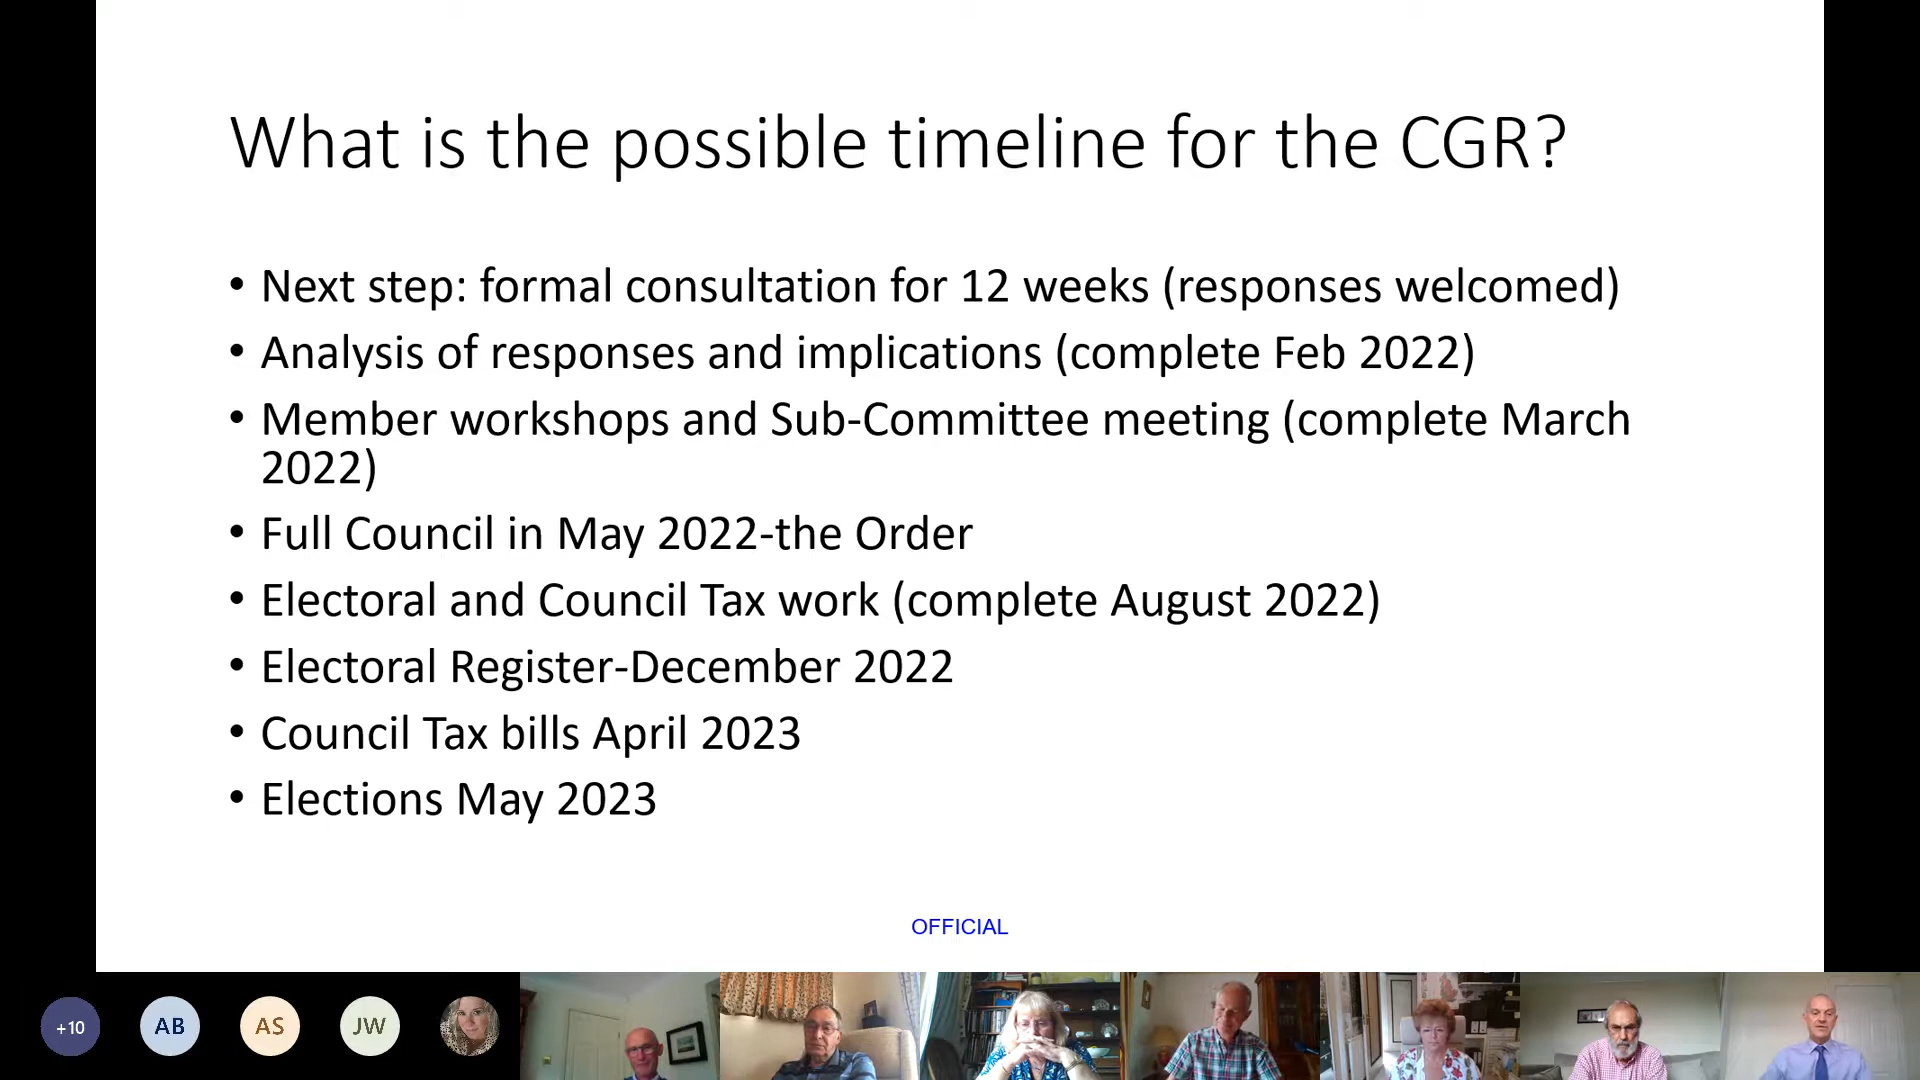 What is the possible timeline for the CGR?
• Next step: formal consultation for 12 weeks (responses welcomed)
• Analysis of responses and implications (complete Feb 2022)
• Member workshops and Sub-Committee meeting (complete March
2022)
• Full Council in May 2022-the Order
• Electoral and Council Tax work (complete August 2022)
• Electoral Register-December 2022
• Council Tax bills April 2023
• Elections May 2023
OFFICIAL
+10 AB AS JW